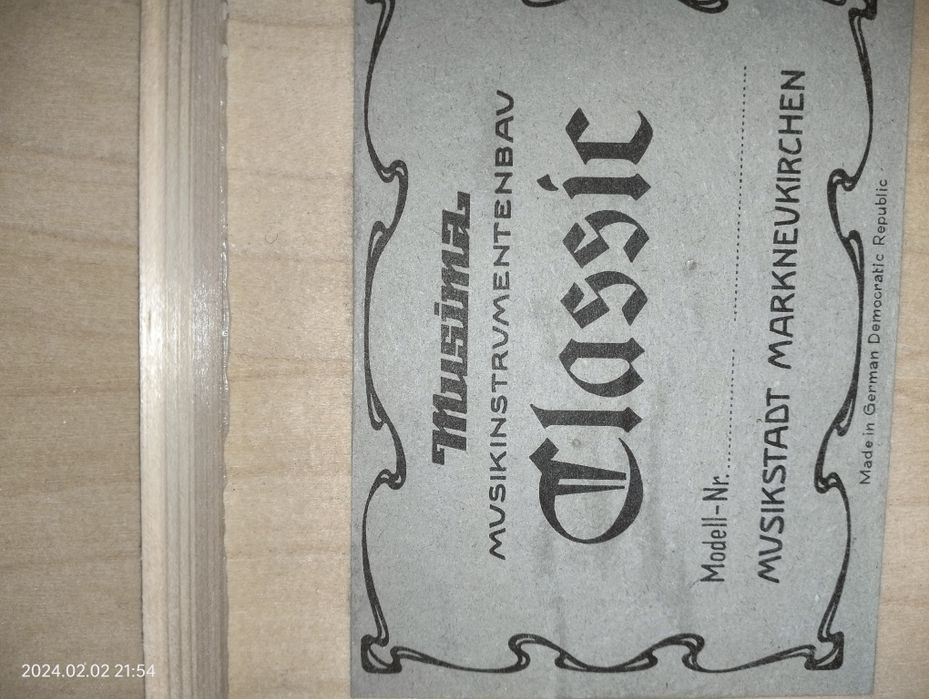 Musima
MUSIKINSTRUMENTENBAU
Classic
Modell-Nr. ....................................
MUSIKSTADT MARKNEUKIRCHEN
Made in German Democratic Republic
2024.02.02 21:54